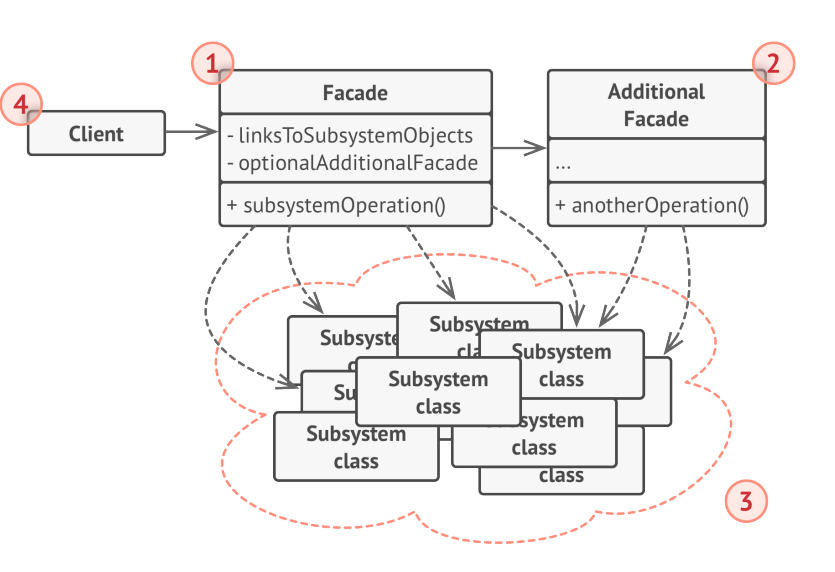 1
2
4
Client
Facade
- linksToSubsystemObjects
- optionalAdditionalFacade
+ subsystemOperation()
Additional
Facade
...
+ anotherOperation()
Subsystem
Subsystem
Subsystem
class
Subsystem
class
Subsystem
class
Subsystem
class
class
3